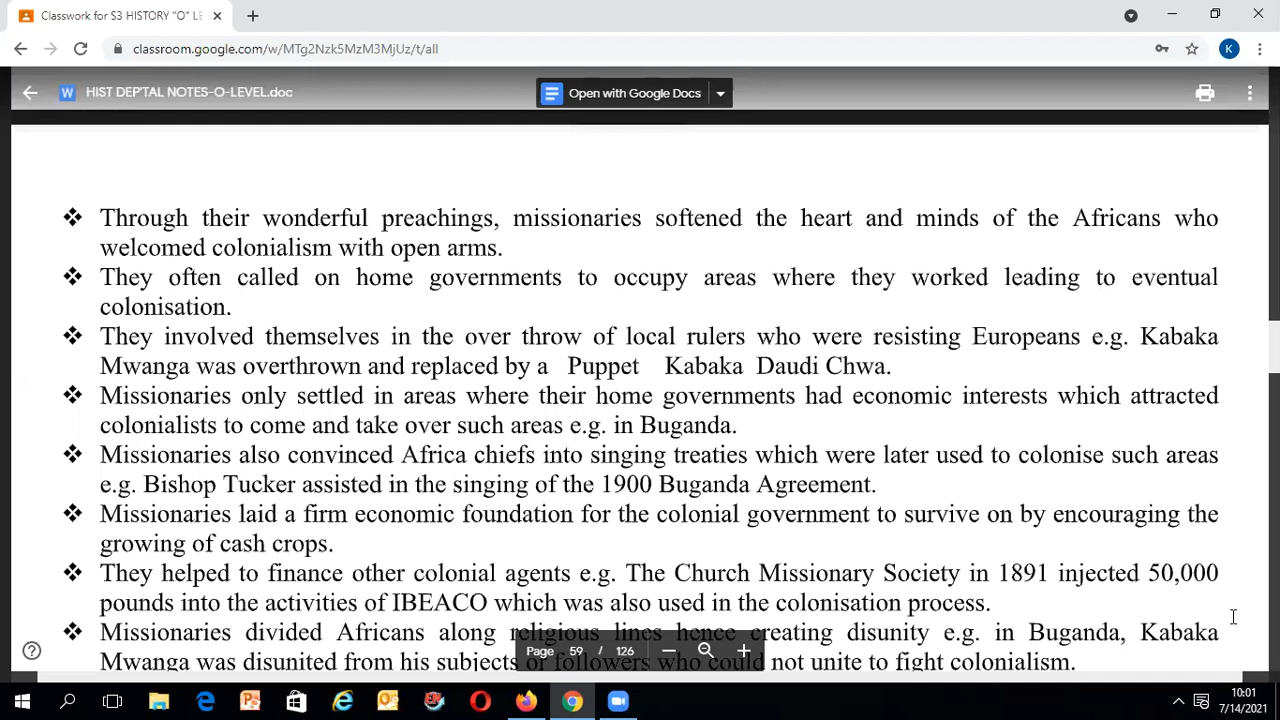 Classwork for S3 HISTORY "O" LE
classroom.google.com/w/MTg2Nzk5MzM3MjUz/t/all
K
HIST DEPTAL NOTES-O-LEVEL.doc
Open with Google Docs
❖ Through their wonderful preachings, missionaries softened the heart and minds of the Africans who
welcomed colonialism with open arms.
❖ They often called on home governments to occupy areas where they worked leading to eventual
colonisation.
❖ They involved themselves in the over throw of local rulers who were resisting Europeans e.g. Kabaka
Mwanga was overthrown and replaced by a Puppet Kabaka Daudi Chwa.
❖ Missionaries only settled in areas where their home governments had economic interests which attracted
colonialists to come and take over such areas e.g. in Buganda.
❖ Missionaries also convinced Africa chiefs into singing treaties which were later used to colonise such areas
e.g. Bishop Tucker assisted in the singing of the 1900 Buganda Agreement.
❖ Missionaries laid a firm economic foundation for the colonial government to survive on by encouraging the
growing of cash crops.
❖ They helped to finance other colonial agents e.g. The Church Missionary Society in 1891 injected 50,000
pounds into the activities of IBEACO which was also used in the colonisation process.
❖ Missionaries divided Africans along religious lines hence creating disunity e.g. in Buganda, Kabaka
Mwanga was disunited from his subjects or followers who could not unite to fight colonialism.
Page 59 / 126
10:01
7/14/2021